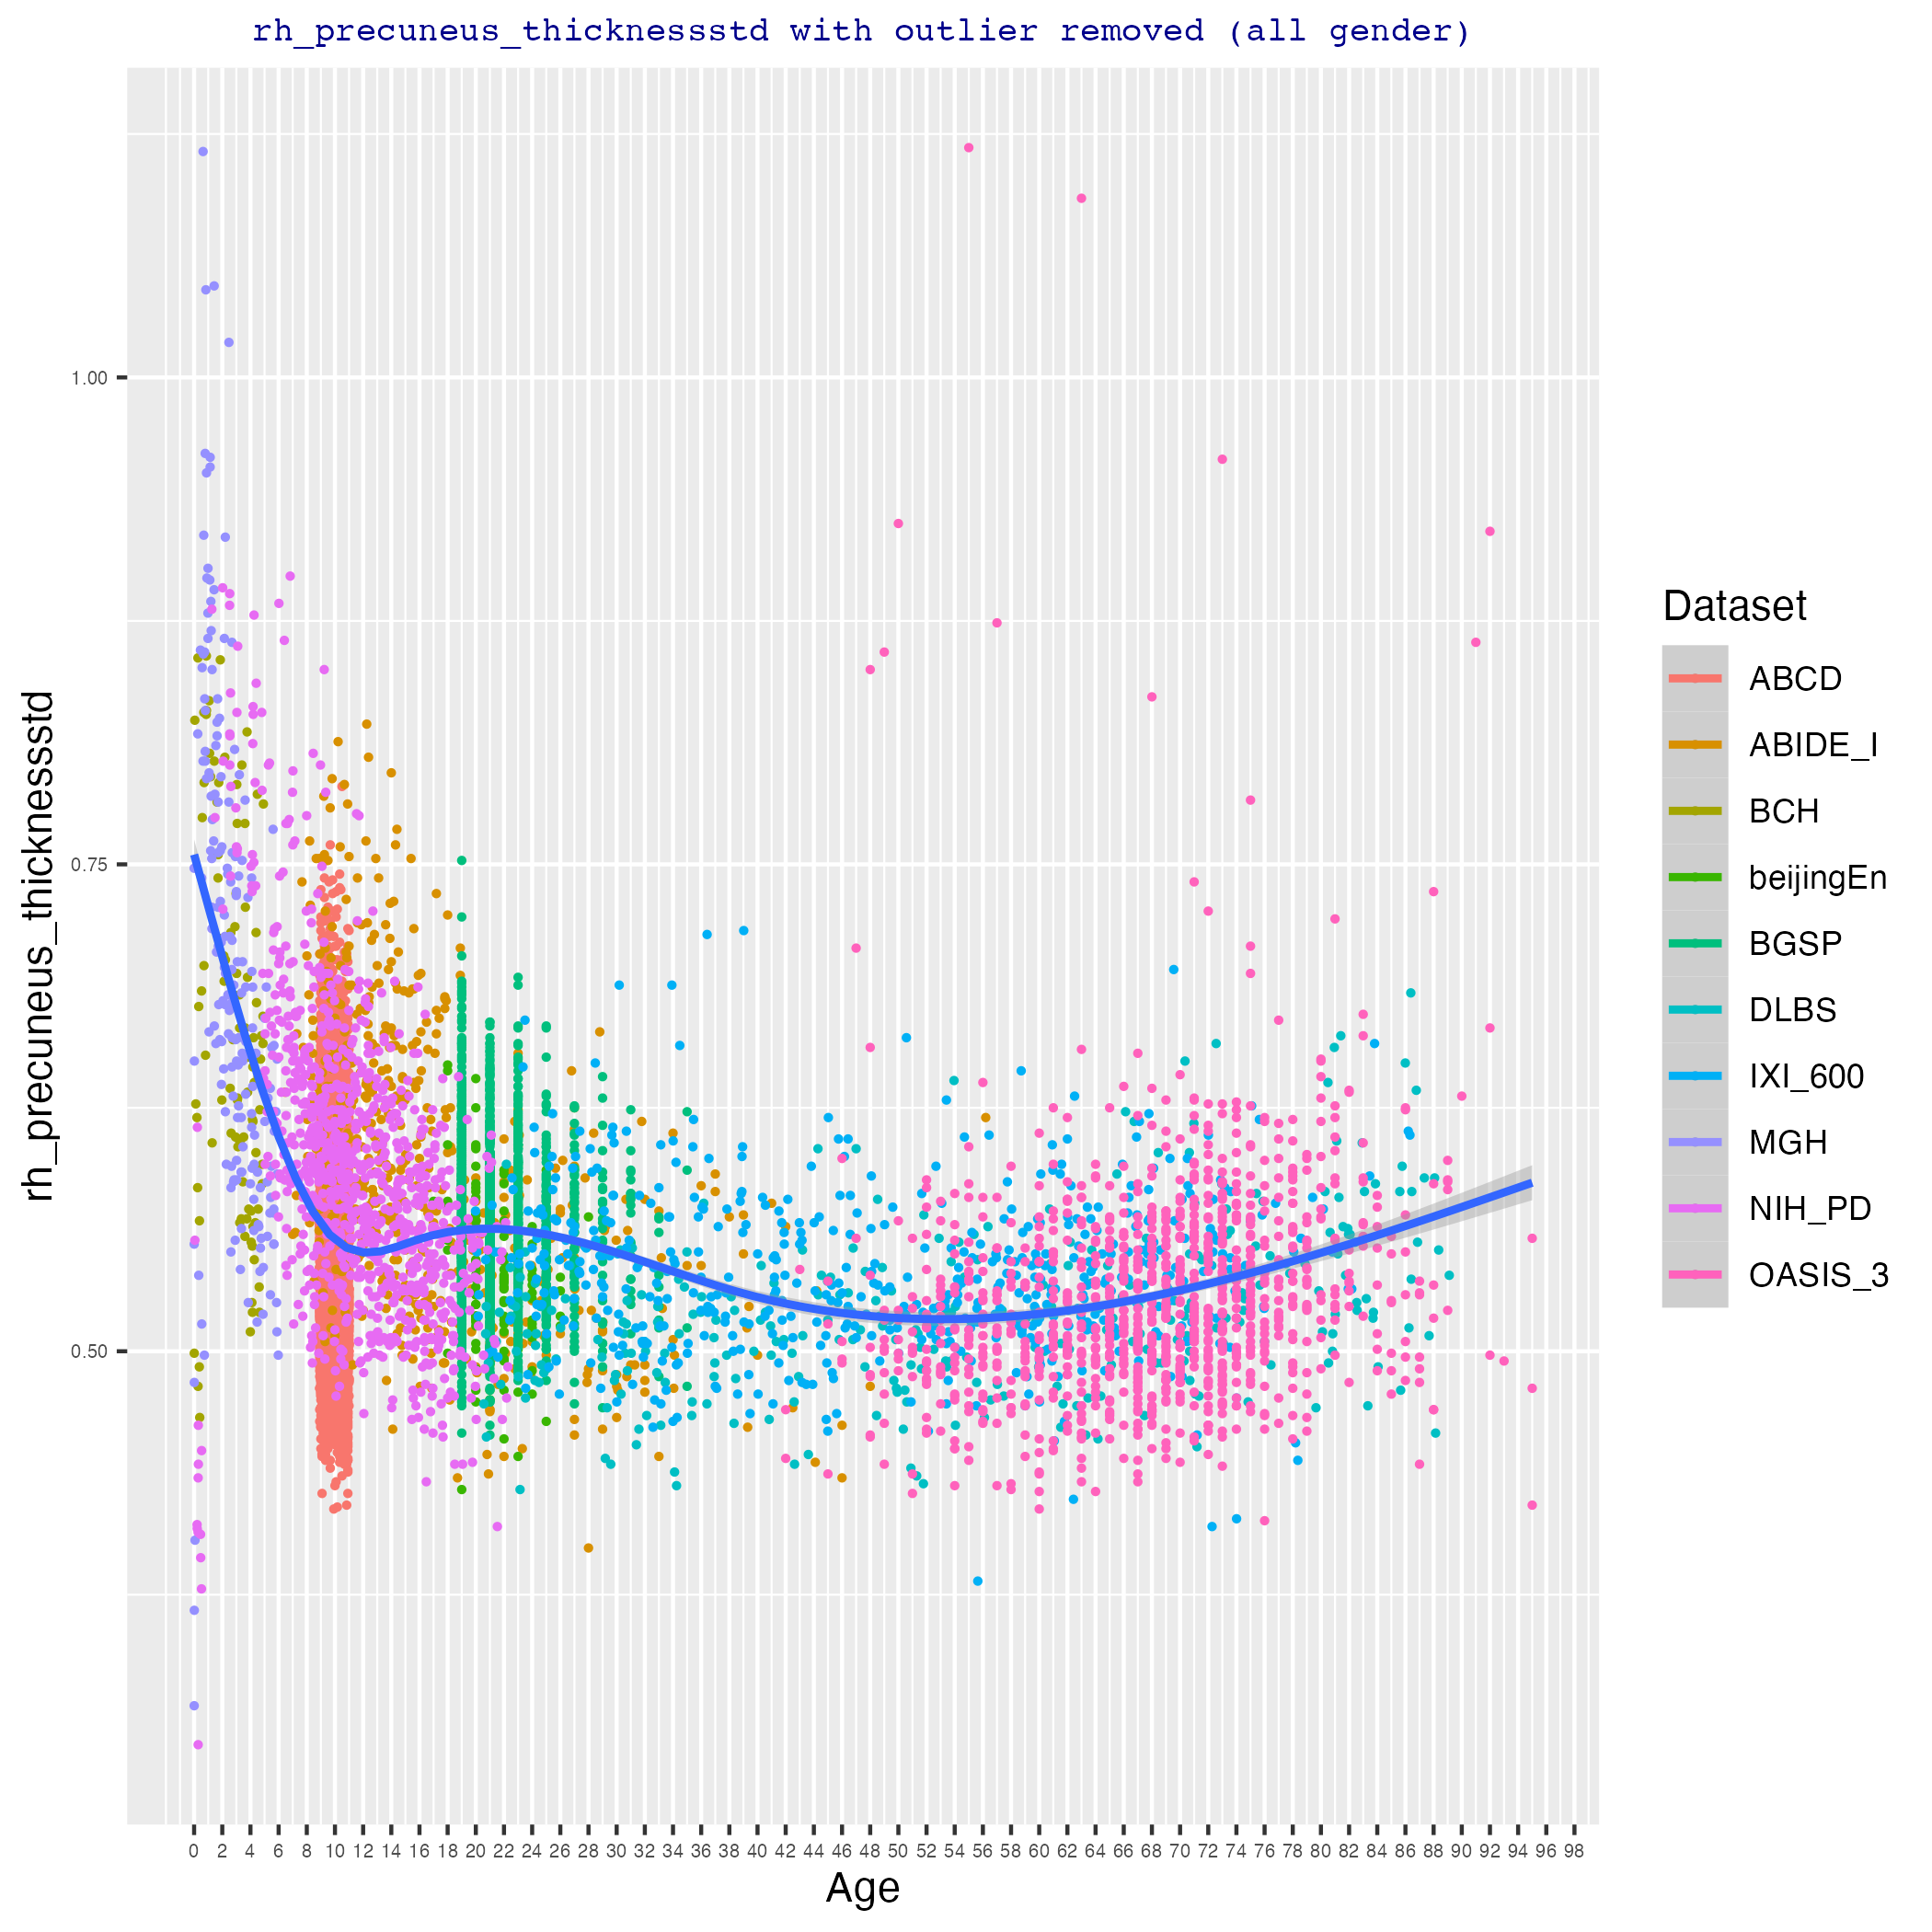 rh_precuneus_thicknessstd with outlier removed (all gender)
rh_precuneus_thicknessstd
1.00
0.75
0.50
0 2 4 6 8 10 12 14 16 18 20 22 24 26 28 30 32 34 36 38 40 42 44 46 48 50 52 54 56 58 60 62 64 66 68 70 72 74 76 78 80 82 84 86 88 90 92 94 96 98
Age
Dataset
ABCD
ABIDE_I
BCH
beijingEn
BGSP
DLBS
IXI_600
MGH
NIH_PD
OASIS_3